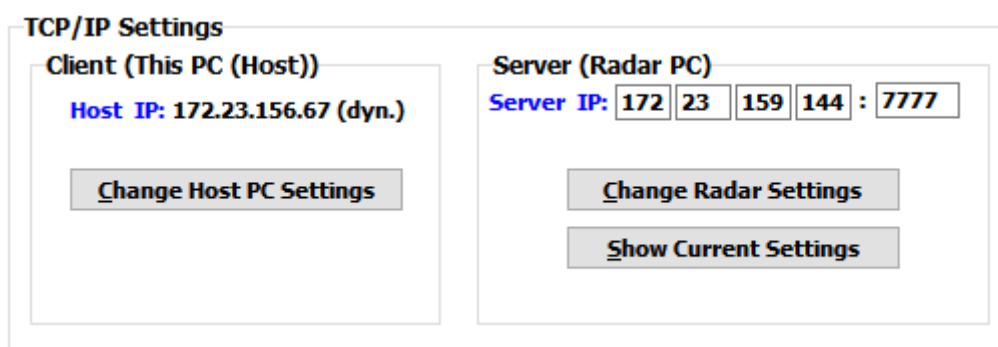 TCP/IP Settings
Client (This PC (Host))
Host IP: 172.23.156.67 (dyn.)
Change Host PC Settings
Server (Radar PC)
Server IP: 172 23 159 144 : 7777
Change Radar Settings
Show Current Settings